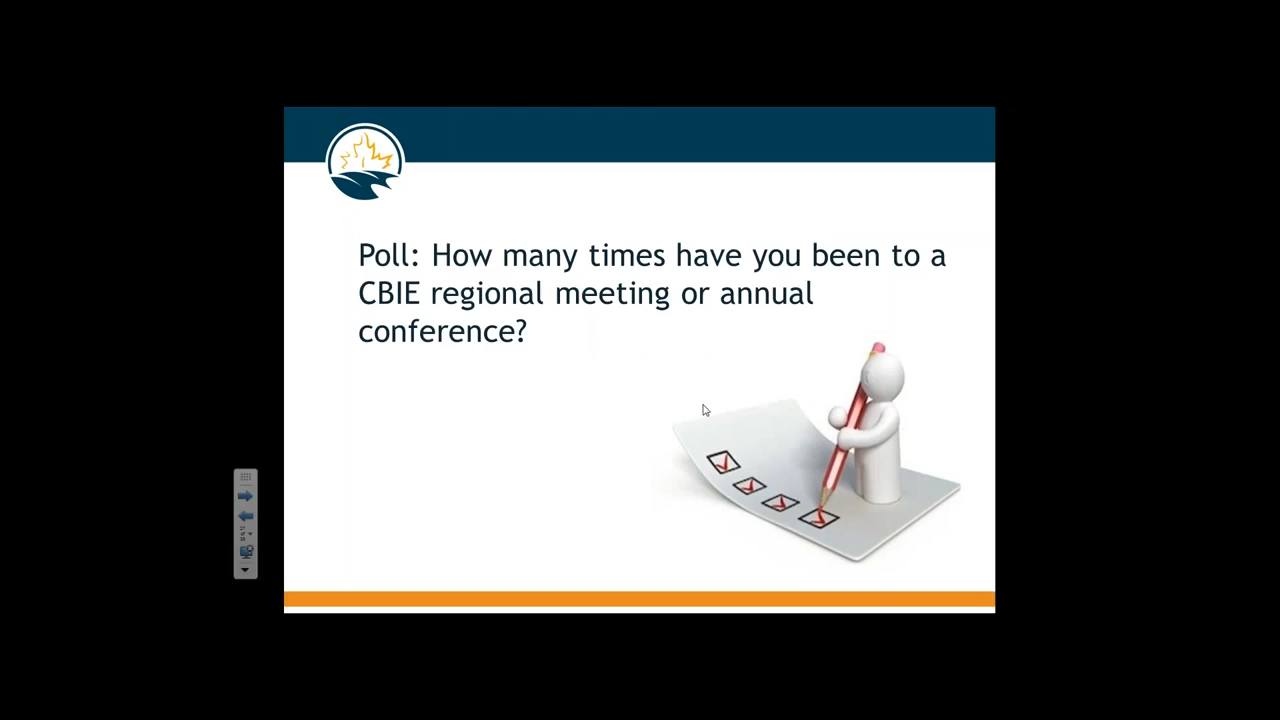 Poll: How many times have you been to a
CBIE regional meeting or annual
conference?